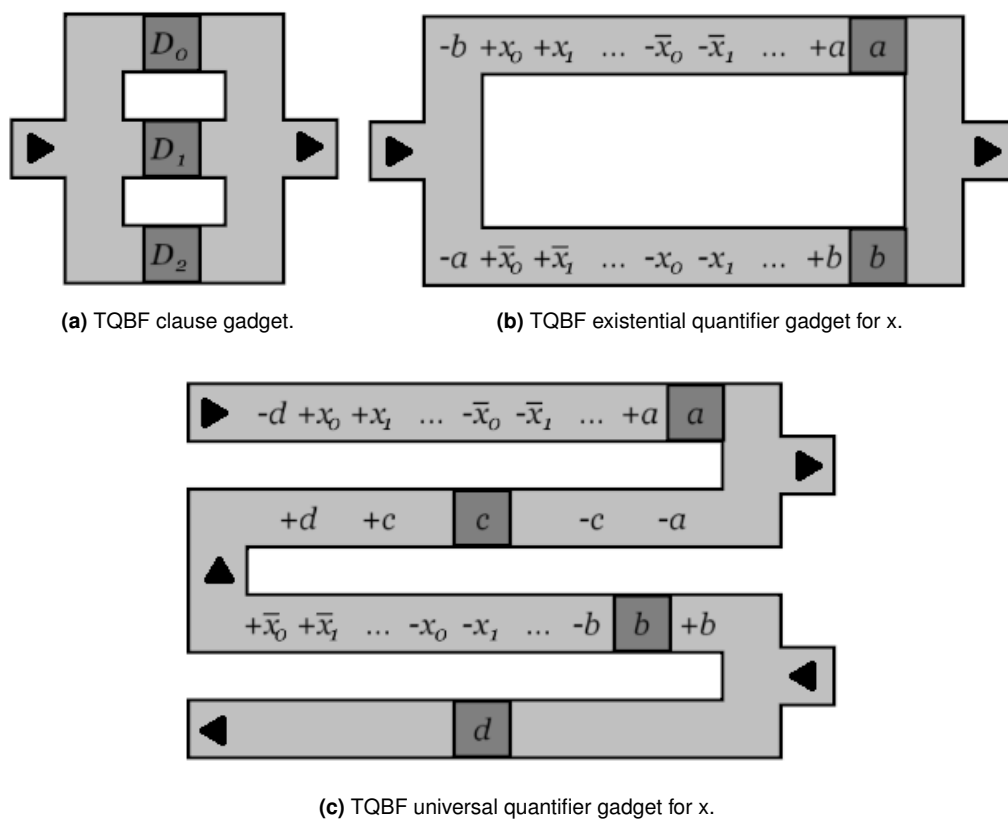 D₀
D₁
D₂
(a) TQBF clause gadget.
-b +x₀ +x₁ ... -x̅₀ -x̅₁ ... +a a
-a +x̅₀ +x̅₁ ... -x₀ -x₁ ... +b b
(b) TQBF existential quantifier gadget for x.
-d +x₀ +x₁ ... -x̅₀ -x̅₁ ... +a a
+d +c c -c -a
+x̅₀ +x̅₁ ... -x₀ -x₁ ... -b b +b
d
(c) TQBF universal quantifier gadget for x.